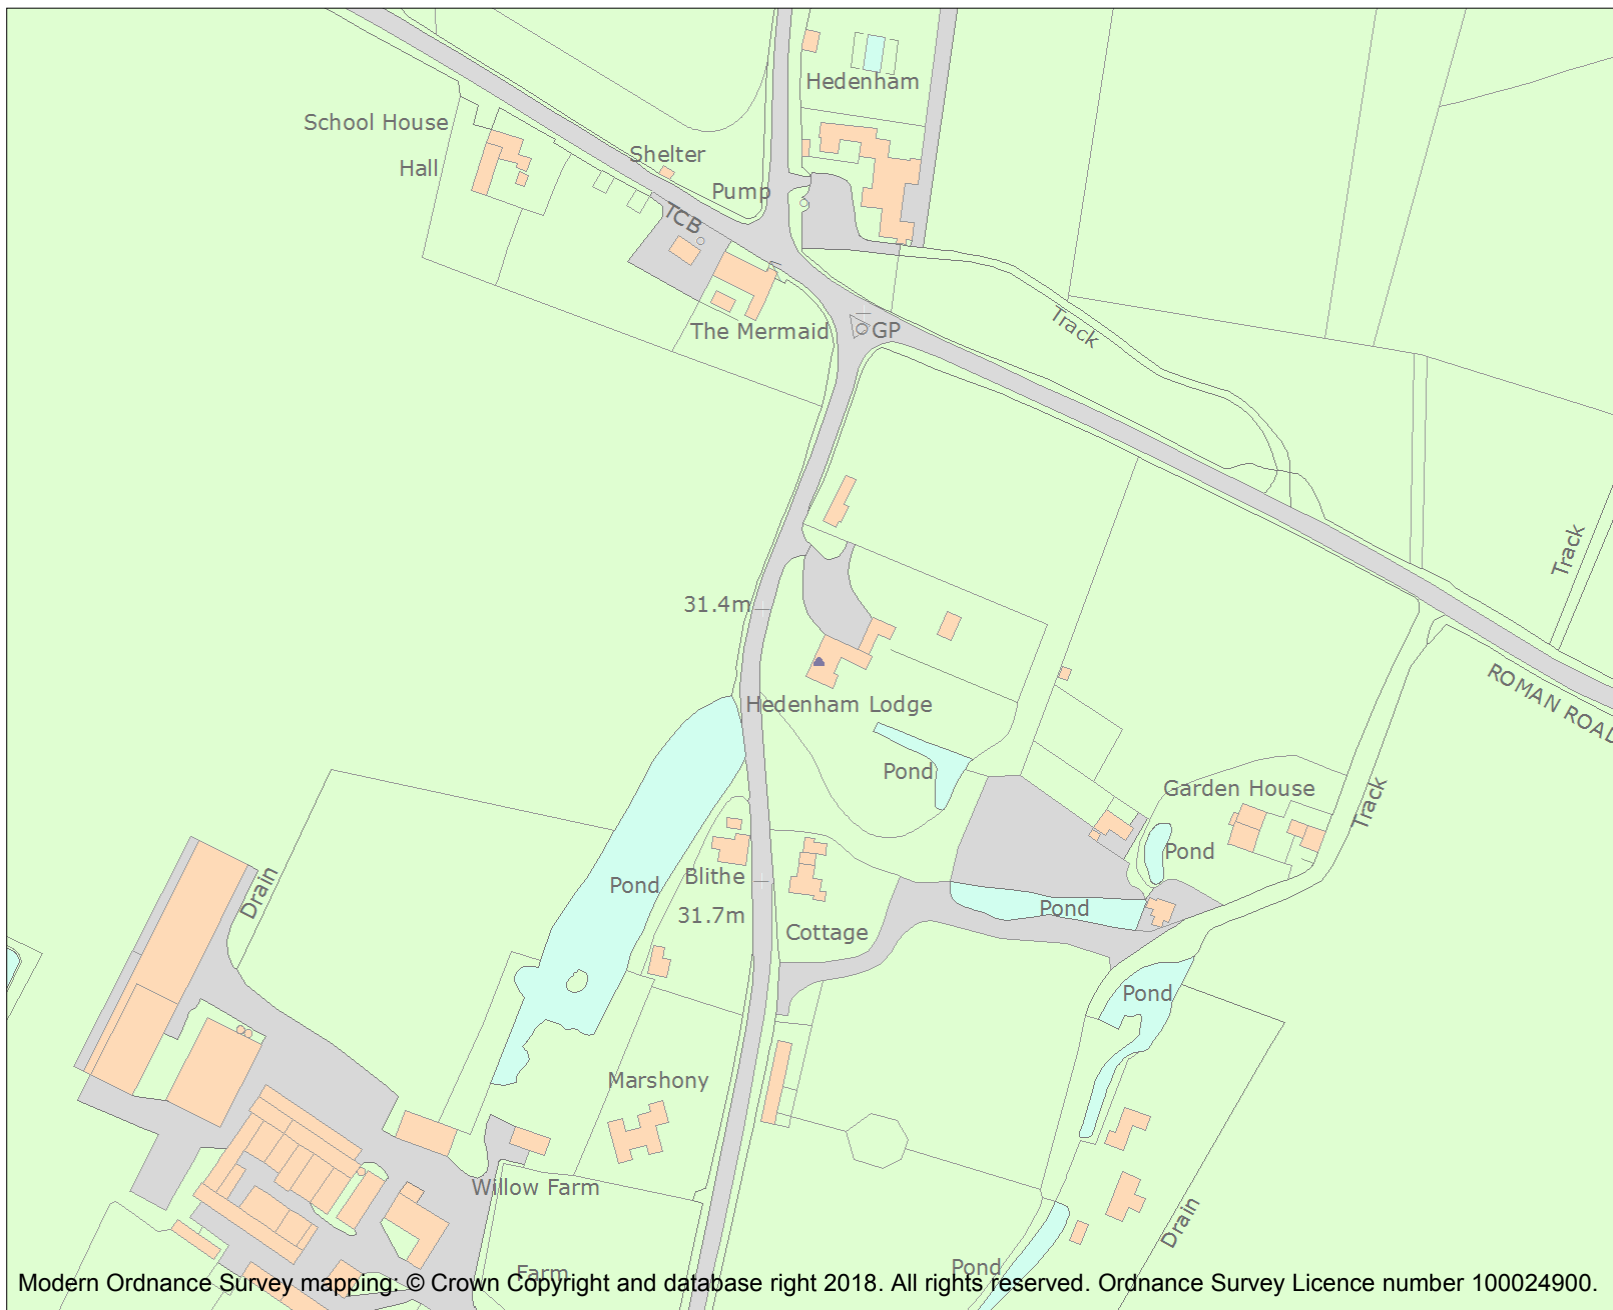 Hedenham
School House
Shelter
Hall
Pump
TCB
The Mermaid
GP
Track
Track
31.4m
ROMAN ROAD
Hedenham Lodge
Pond
Garden House
Track
Pond
Drain
Pond
Blithe
Pond
31.7m
Cottage
Pond
Marshony
Willow Farm
Drain
Pond
Farm
Modern Ordnance Survey mapping: © Crown Copyright and database right 2018. All rights reserved. Ordnance Survey Licence number 100024900.